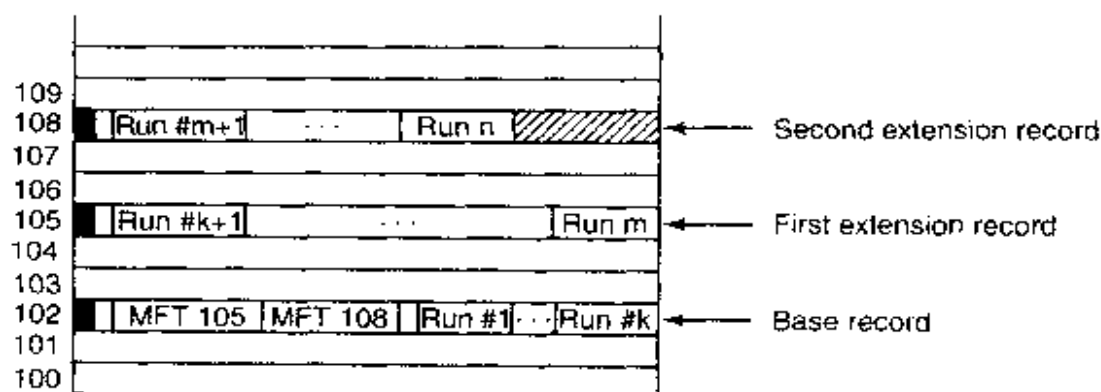 109
108 Run #m+1 ... Run n Second extension record
107
106
105 Run #k+1 ... Run m First extension record
104
103
102 MFT 105 MFT 108 Run #1 ... Run #k Base record
101
100